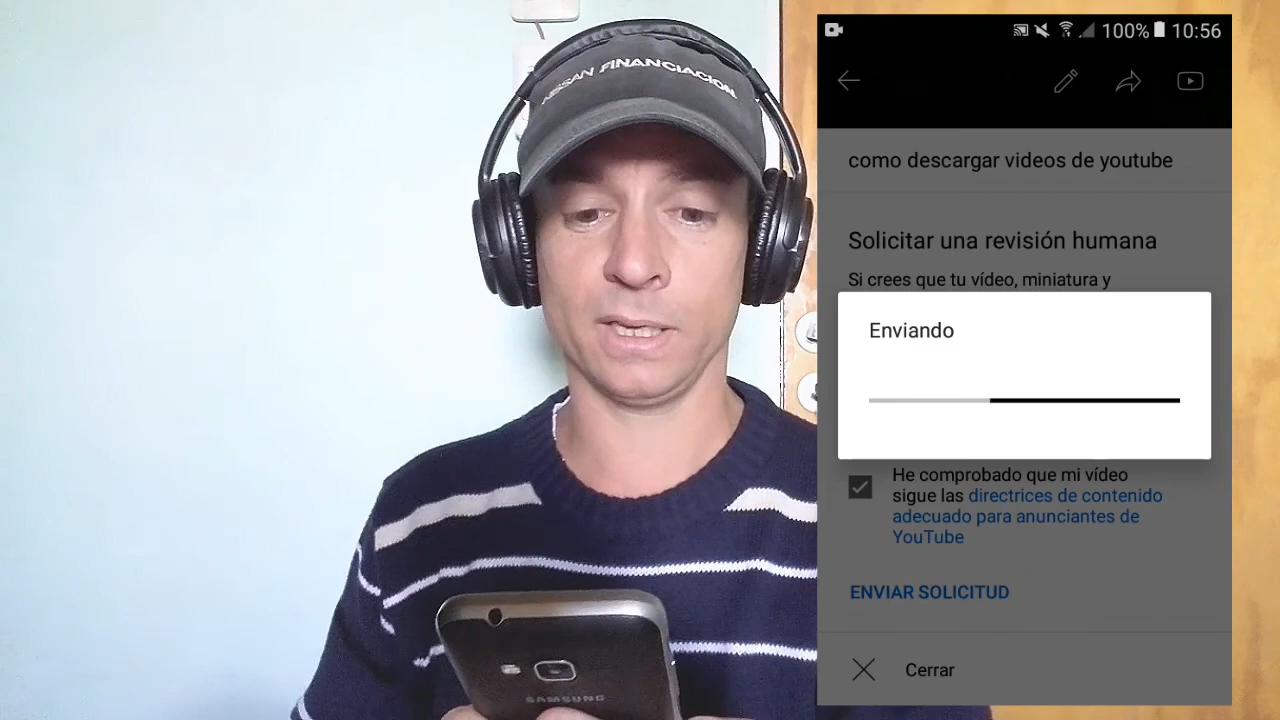 NISSAN FINANCIACION
100% 10:56
como descargar videos de youtube
Solicitar una revisión humana
Si crees que tu vídeo, miniatura y
Enviando
He comprobado que mi vídeo
sigue las directrices de contenido
adecuado para anunciantes de
YouTube
ENVIAR SOLICITUD
Cerrar
SAMSUNG